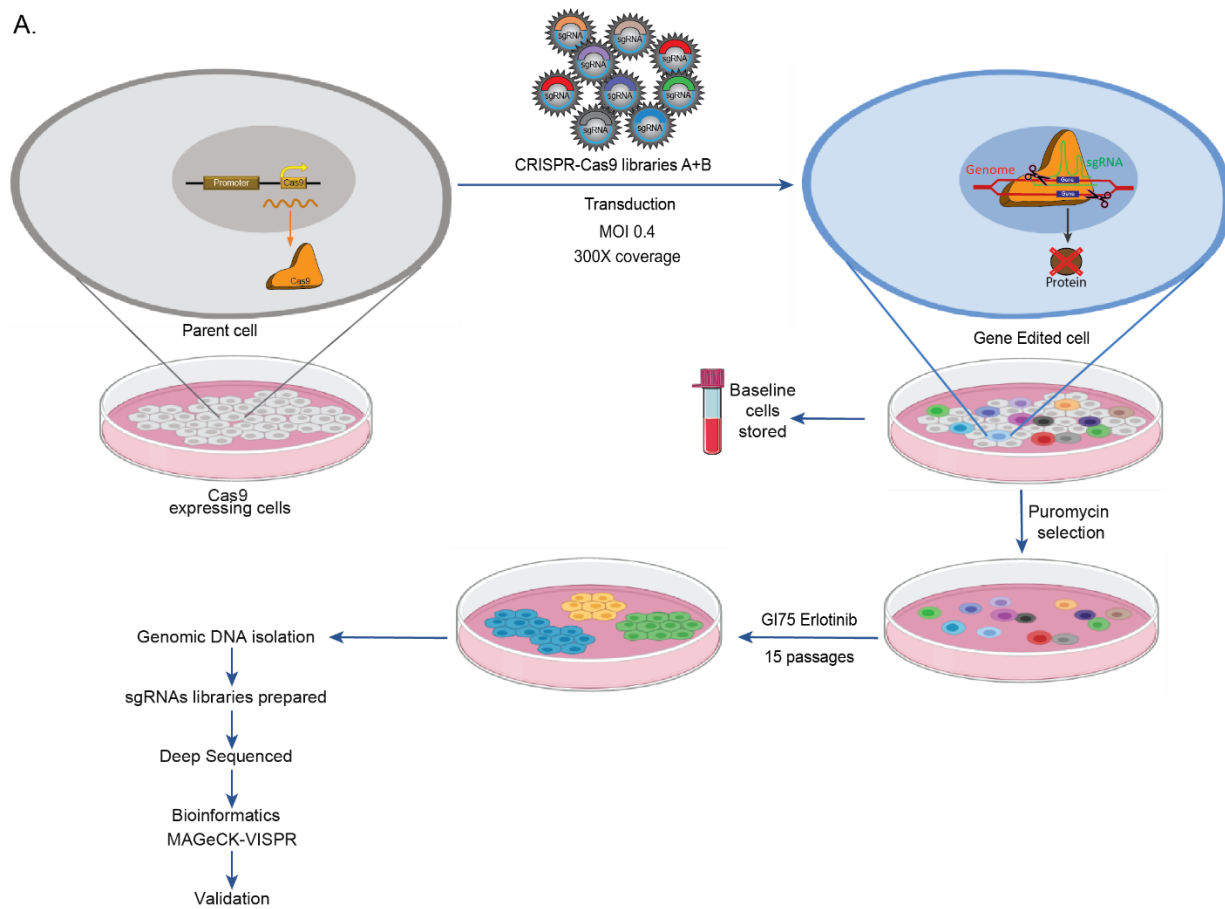 A.
sgRNA
sgRNA
sgRNA
sgRNA
sgRNA
sgRNA
sgRNA
sgRNA
sgRNA
CRISPR-Cas9 libraries A+B
Transduction
MOI 0.4
300X coverage
Promoter
Cas9
Cas9
Parent cell
Genome
sgRNA
Gene
Gene
Protein
Gene Edited cell
Cas9
expressing cells
Baseline
cells
stored
Puromycin
selection
GI75 Erlotinib
15 passages
Genomic DNA isolation
sgRNAs libraries prepared
Deep Sequenced
Bioinformatics
MAGeCK-VISPR
Validation